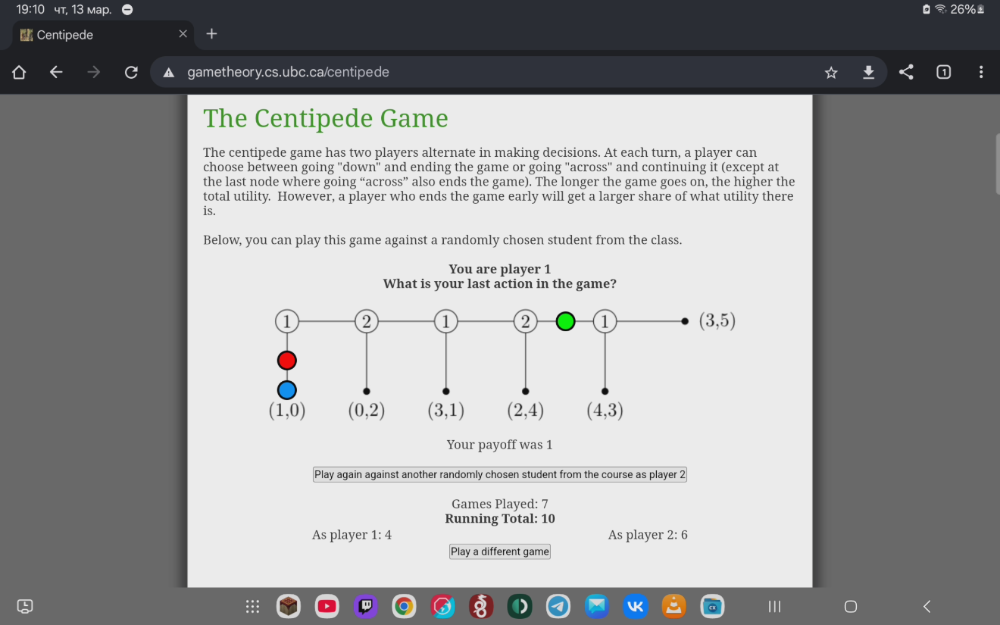 19:10 чт, 13 мар.
26%
Centipede
gametheory.cs.ubc.ca/centipede
1
The Centipede Game
The centipede game has two players alternate in making decisions. At each turn, a player can
choose between going "down" and ending the game or going "across" and continuing it (except at
the last node where going “across” also ends the game). The longer the game goes on, the higher the
total utility.  However, a player who ends the game early will get a larger share of what utility there
is.
Below, you can play this game against a randomly chosen student from the class.
You are player 1
What is your last action in the game?
1 2 1 2 1 (3,5)
(1,0) (0,2) (3,1) (2,4) (4,3)
Your payoff was 1
Play again against another randomly chosen student from the course as player 2
Games Played: 7
Running Total: 10
As player 1: 4 As player 2: 6
Play a different game
VK
CX